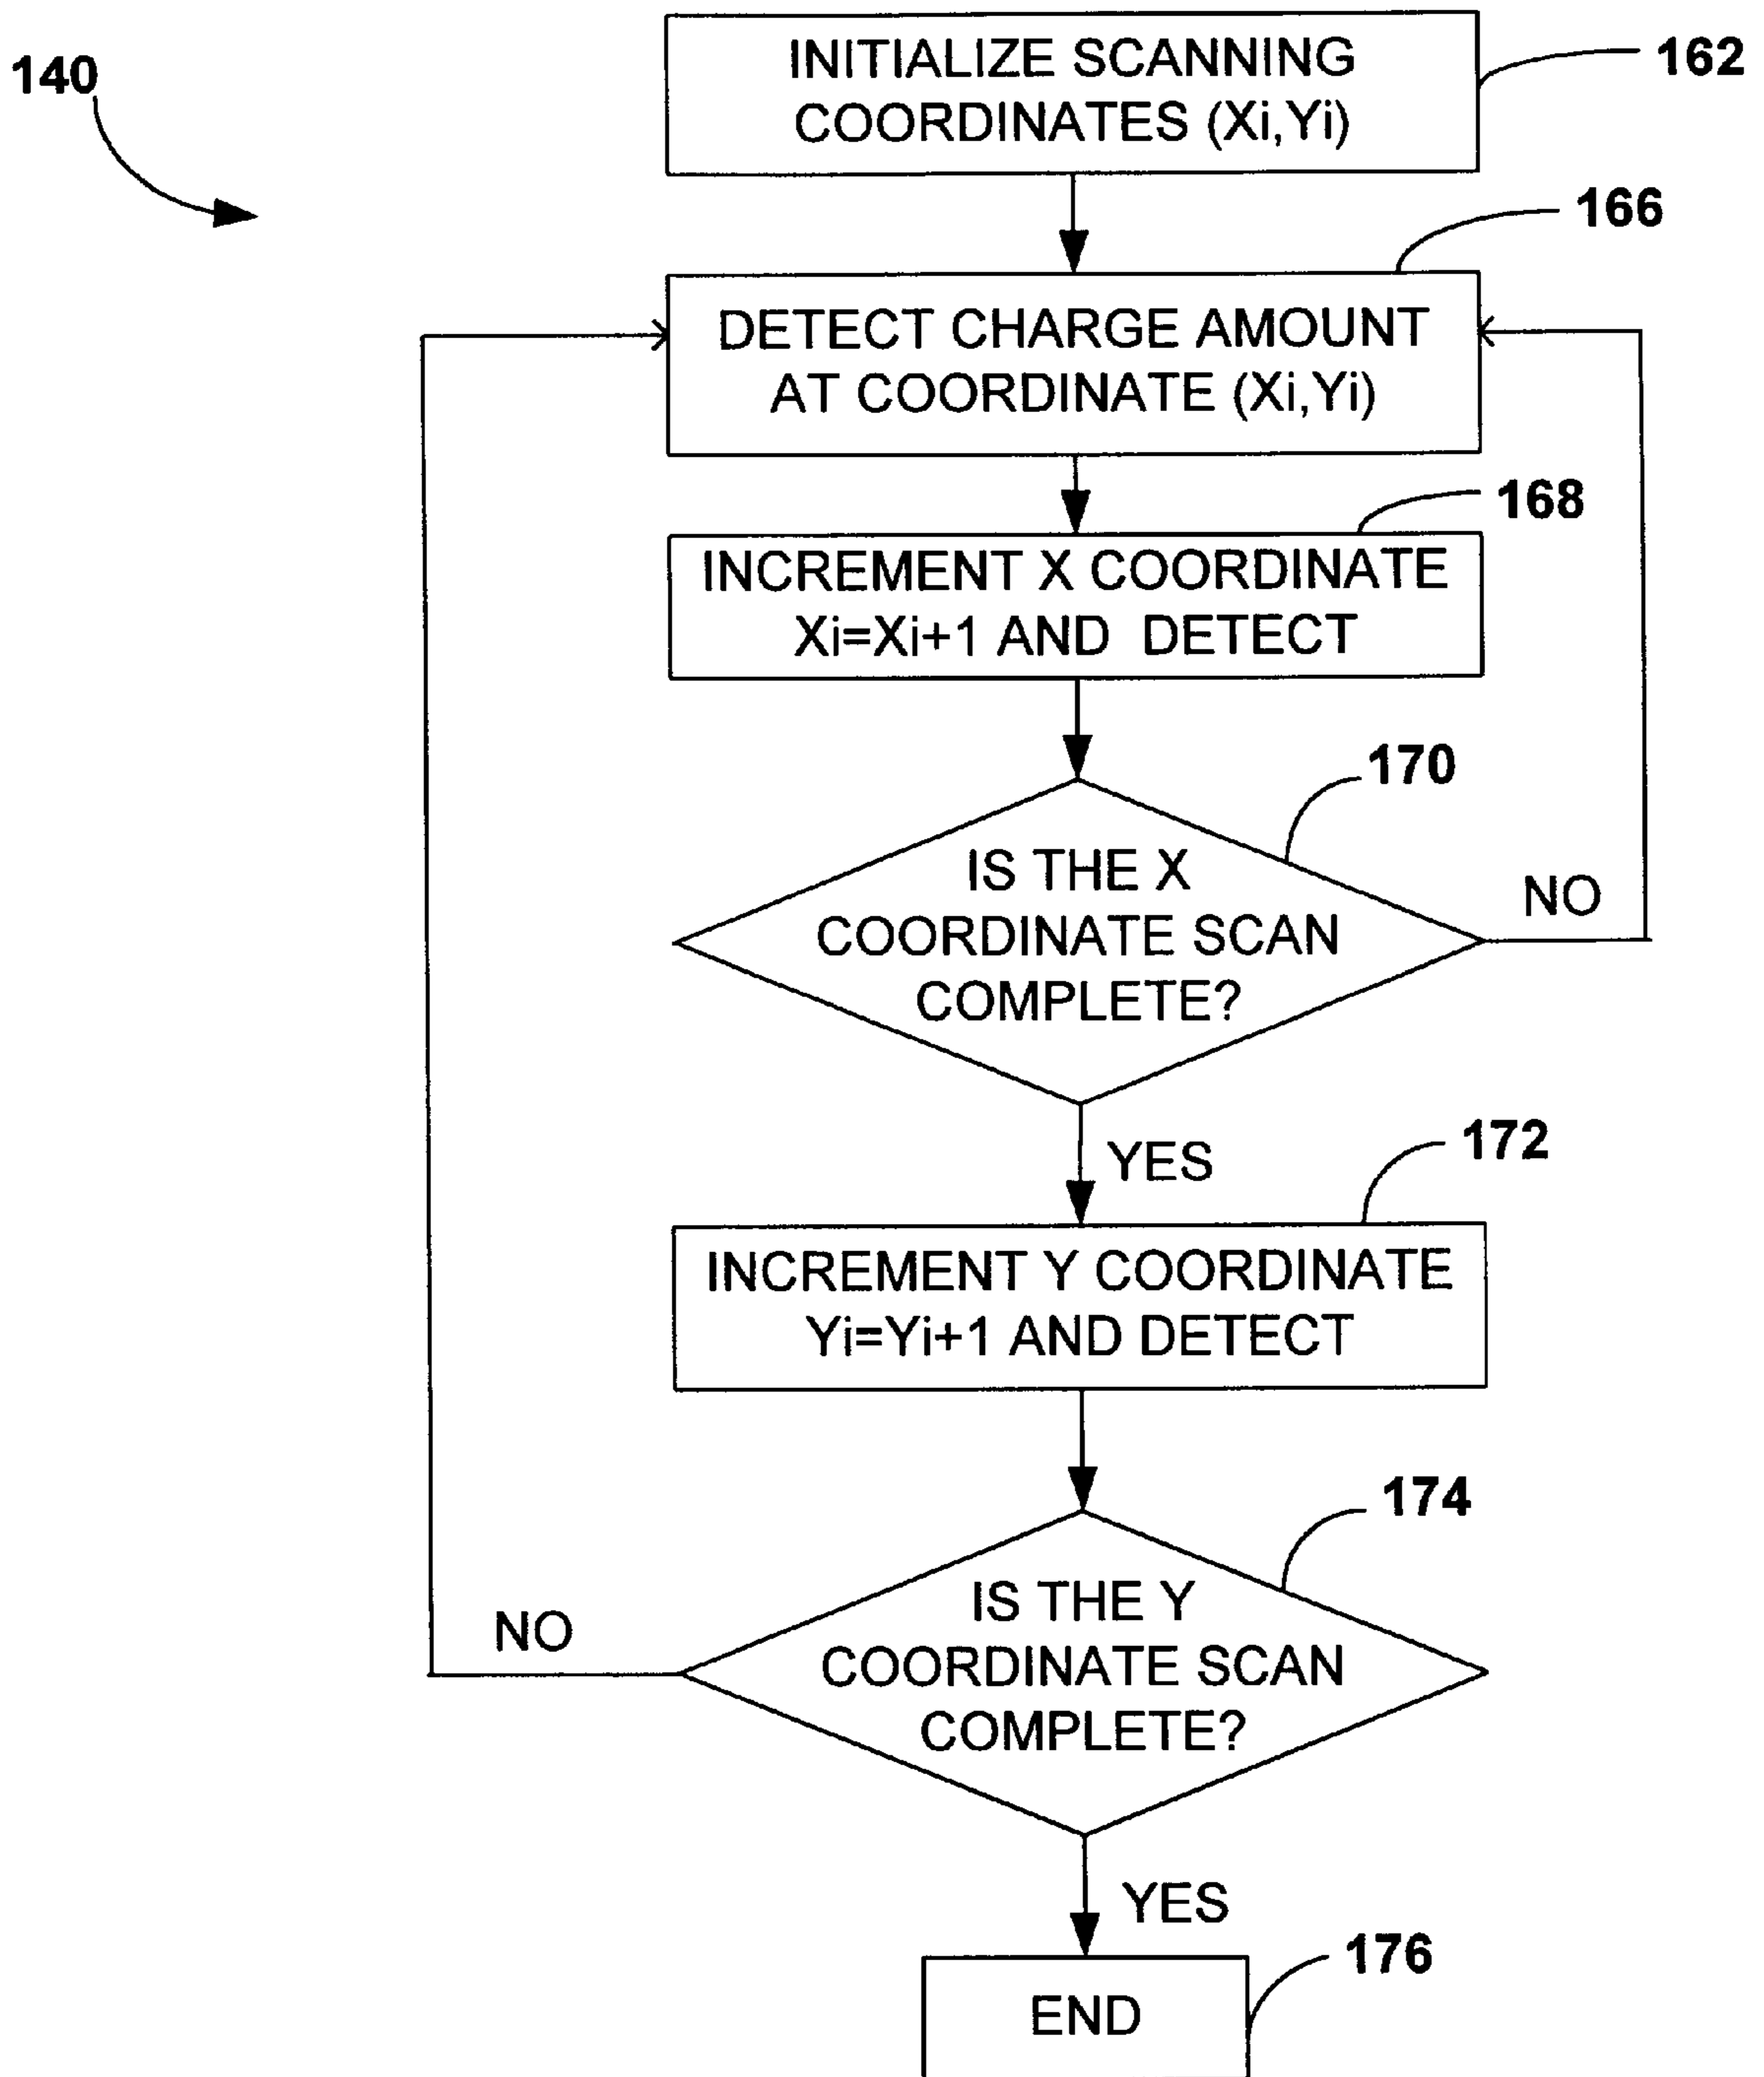 140
INITIALIZE SCANNING
COORDINATES (Xi,Yi)
162
166
DETECT CHARGE AMOUNT
AT COORDINATE (Xi,Yi)
168
INCREMENT X COORDINATE
Xi=Xi+1 AND DETECT
170
IS THE X
COORDINATE SCAN
COMPLETE?
NO
YES
172
INCREMENT Y COORDINATE
Yi=Yi+1 AND DETECT
174
IS THE Y
COORDINATE SCAN
COMPLETE?
NO
YES
176
END